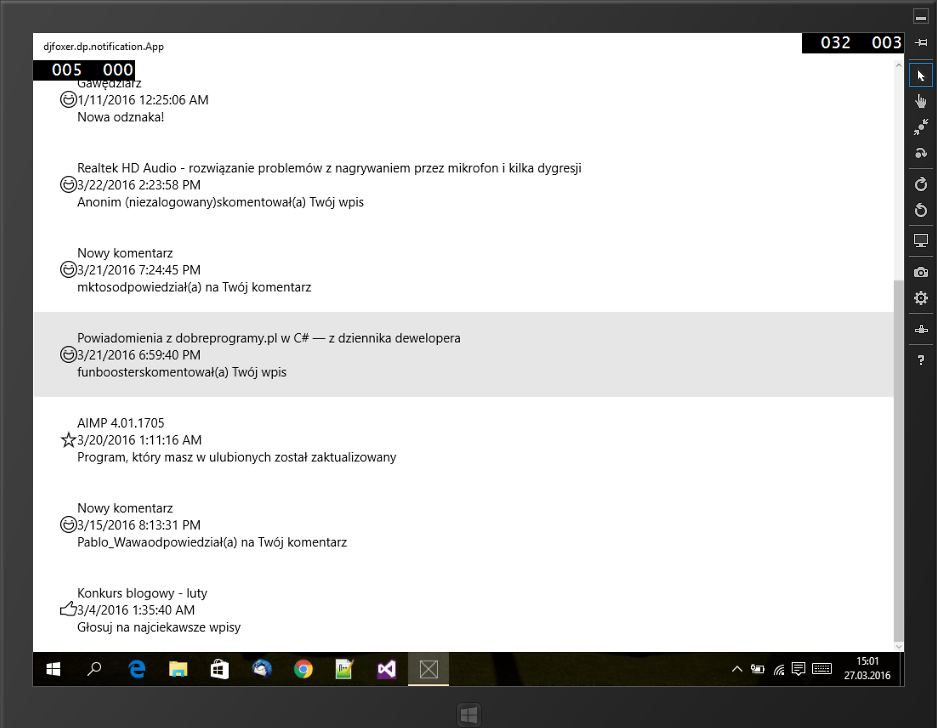 djfoxer.dp.notification.App
032 003
005 000
Gawędziarz
1/11/2016 12:25:06 AM
Nowa odznaka!
Realtek HD Audio - rozwiązanie problemów z nagrywaniem przez mikrofon i kilka dygresji
3/22/2016 2:23:58 PM
Anonim (niezalogowany)skomentował(a) Twój wpis
Nowy komentarz
3/21/2016 7:24:45 PM
mktosodpowiedział(a) na Twój komentarz
Powiadomienia z dobreprogramy.pl w C# — z dziennika dewelopera
3/21/2016 6:59:40 PM
funboosterskomentował(a) Twój wpis
AIMP 4.01.1705
3/20/2016 1:11:16 AM
Program, który masz w ulubionych został zaktualizowany
Nowy komentarz
3/15/2016 8:13:31 PM
Pablo_Wawaodpowiedział(a) na Twój komentarz
Konkurs blogowy - luty
3/4/2016 1:35:40 AM
Głosuj na najciekawsze wpisy
15:01
27.03.2016